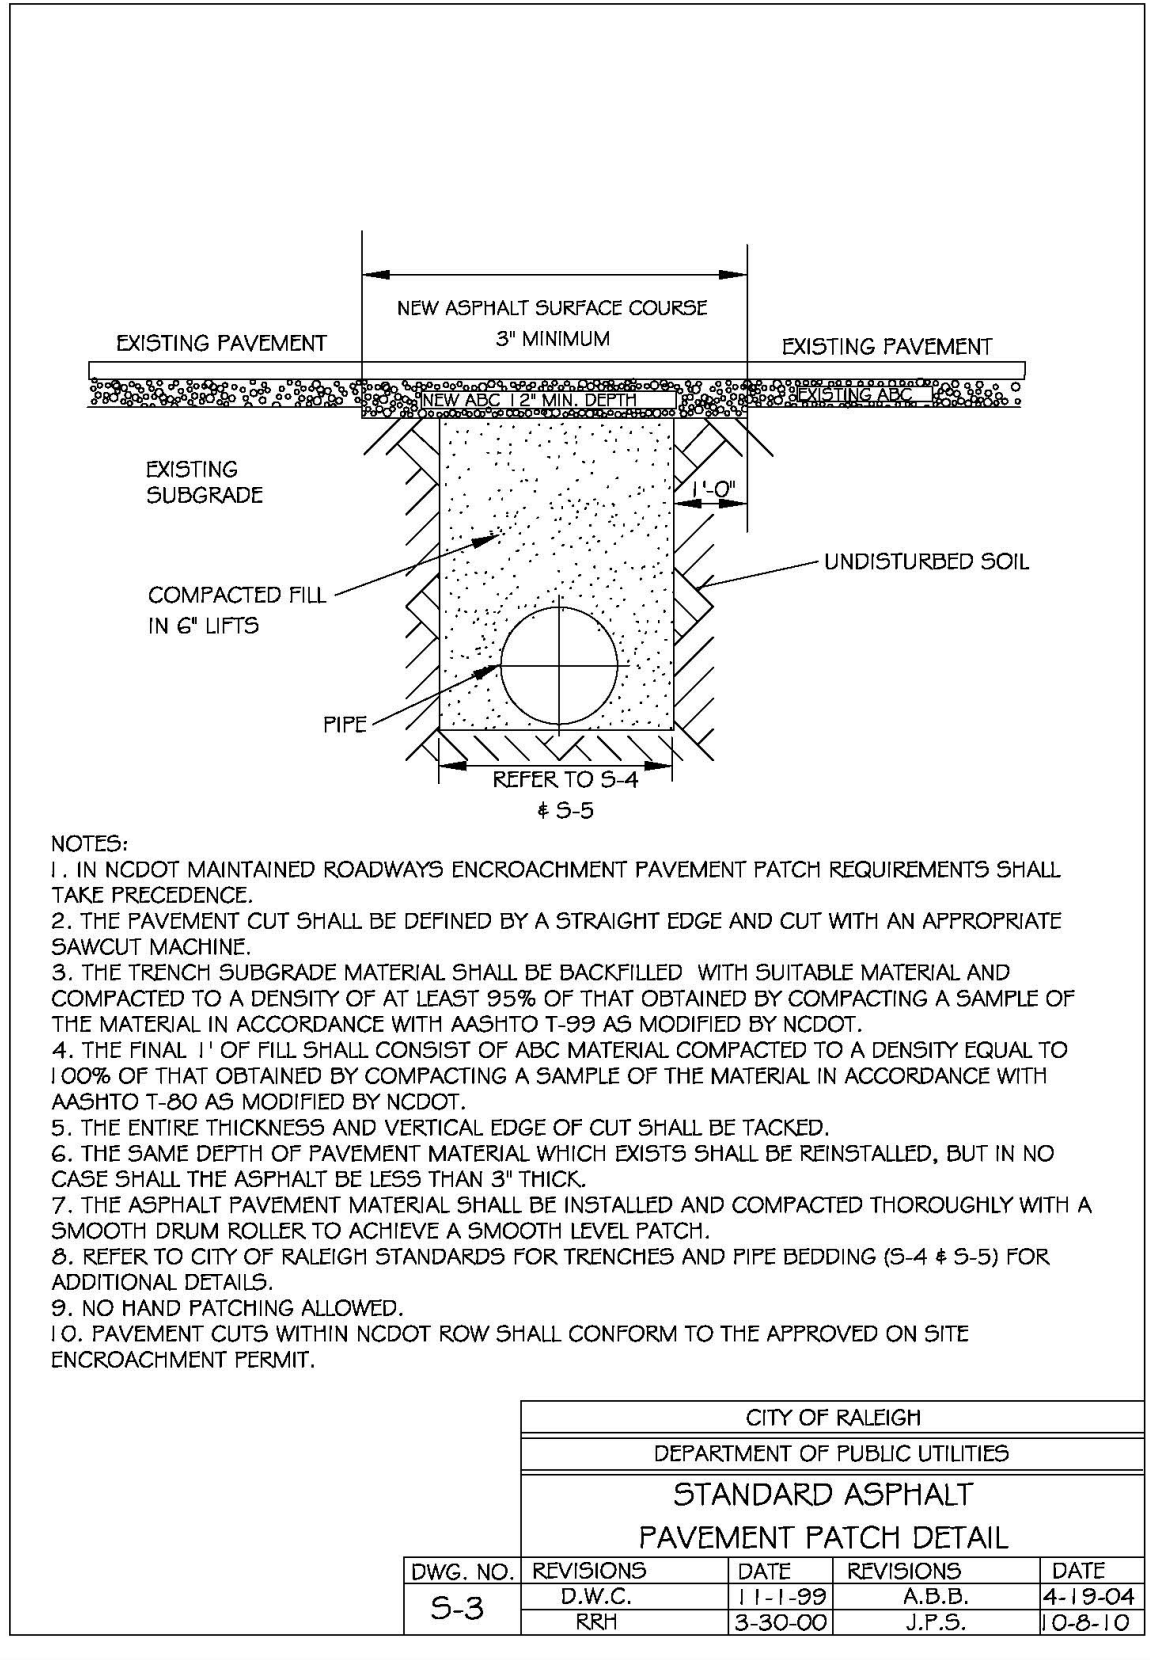 NEW ASPHALT SURFACE COURSE
3" MINIMUM
EXISTING PAVEMENT
EXISTING PAVEMENT
NEW ABC 12" MIN. DEPTH
EXISTING ABC
EXISTING
SUBGRADE
1'-0"
UNDISTURBED SOIL
COMPACTED FILL
IN 6" LIFTS
PIPE
REFER TO S-4
& S-5
NOTES:
1. IN NCDOT MAINTAINED ROADWAYS ENCROACHMENT PAVEMENT PATCH REQUIREMENTS SHALL
TAKE PRECEDENCE.
2. THE PAVEMENT CUT SHALL BE DEFINED BY A STRAIGHT EDGE AND CUT WITH AN APPROPRIATE
SAWCUT MACHINE.
3. THE TRENCH SUBGRADE MATERIAL SHALL BE BACKFILLED WITH SUITABLE MATERIAL AND
COMPACTED TO A DENSITY OF AT LEAST 95% OF THAT OBTAINED BY COMPACTING A SAMPLE OF
THE MATERIAL IN ACCORDANCE WITH AASHTO T-99 AS MODIFIED BY NCDOT.
4. THE FINAL 1' OF FILL SHALL CONSIST OF ABC MATERIAL COMPACTED TO A DENSITY EQUAL TO
100% OF THAT OBTAINED BY COMPACTING A SAMPLE OF THE MATERIAL IN ACCORDANCE WITH
AASHTO T-80 AS MODIFIED BY NCDOT.
5. THE ENTIRE THICKNESS AND VERTICAL EDGE OF CUT SHALL BE TACKED.
6. THE SAME DEPTH OF PAVEMENT MATERIAL WHICH EXISTS SHALL BE REINSTALLED, BUT IN NO
CASE SHALL THE ASPHALT BE LESS THAN 3" THICK.
7. THE ASPHALT PAVEMENT MATERIAL SHALL BE INSTALLED AND COMPACTED THOROUGHLY WITH A
SMOOTH DRUM ROLLER TO ACHIEVE A SMOOTH LEVEL PATCH.
8. REFER TO CITY OF RALEIGH STANDARDS FOR TRENCHES AND PIPE BEDDING (S-4 & S-5) FOR
ADDITIONAL DETAILS.
9. NO HAND PATCHING ALLOWED.
10. PAVEMENT CUTS WITHIN NCDOT ROW SHALL CONFORM TO THE APPROVED ON SITE
ENCROACHMENT PERMIT.
CITY OF RALEIGH
DEPARTMENT OF PUBLIC UTILITIES
STANDARD ASPHALT
PAVEMENT PATCH DETAIL
DWG. NO. REVISIONS DATE REVISIONS DATE
S-3
D.W.C. 11-1-99 A.B.B. 4-19-04
RRH 3-30-00 J.P.S. 10-8-10